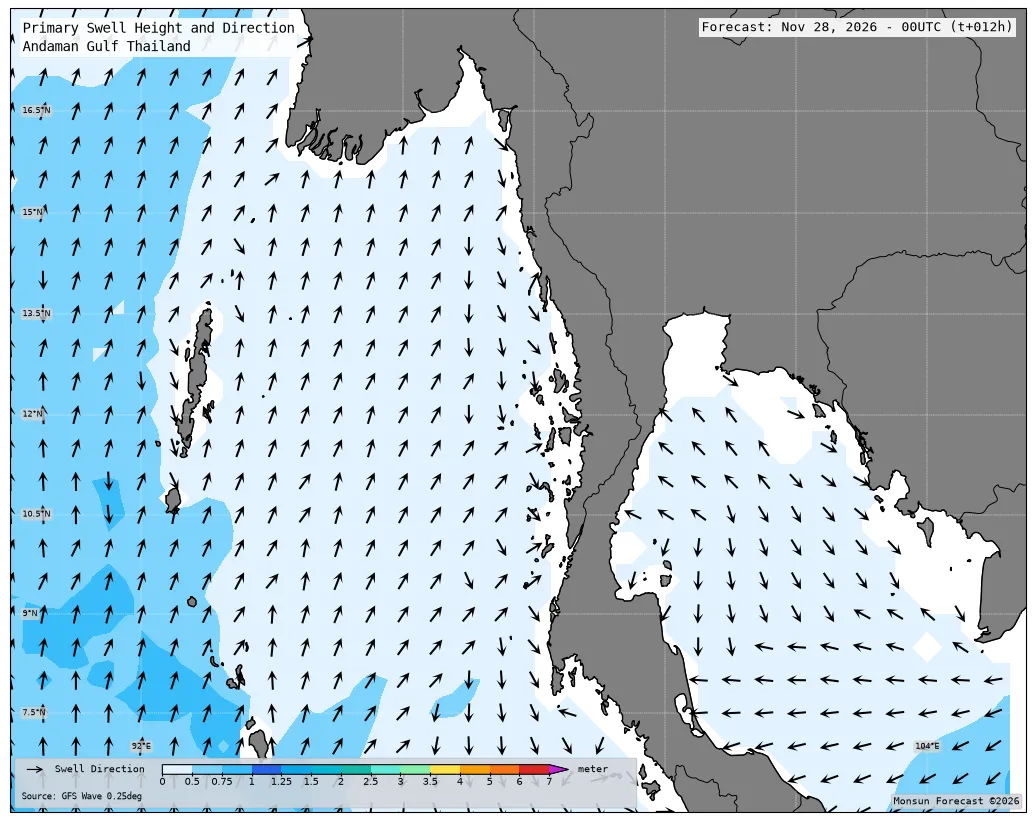 Primary Swell Height and Direction
Andaman Gulf Thailand
Forecast: Nov 28, 2026 - 00UTC (t+012h)
16.5°N
15°N
13.5°N
12°N
10.5°N
9°N
7.5°N
92°E
104°E
Swell Direction
0 0.5 0.75 1 1.25 1.5 2 2.5 3 3.5 4 5 6 7
meter
Source: GFS Wave 0.25deg
Monsun Forecast ©2026